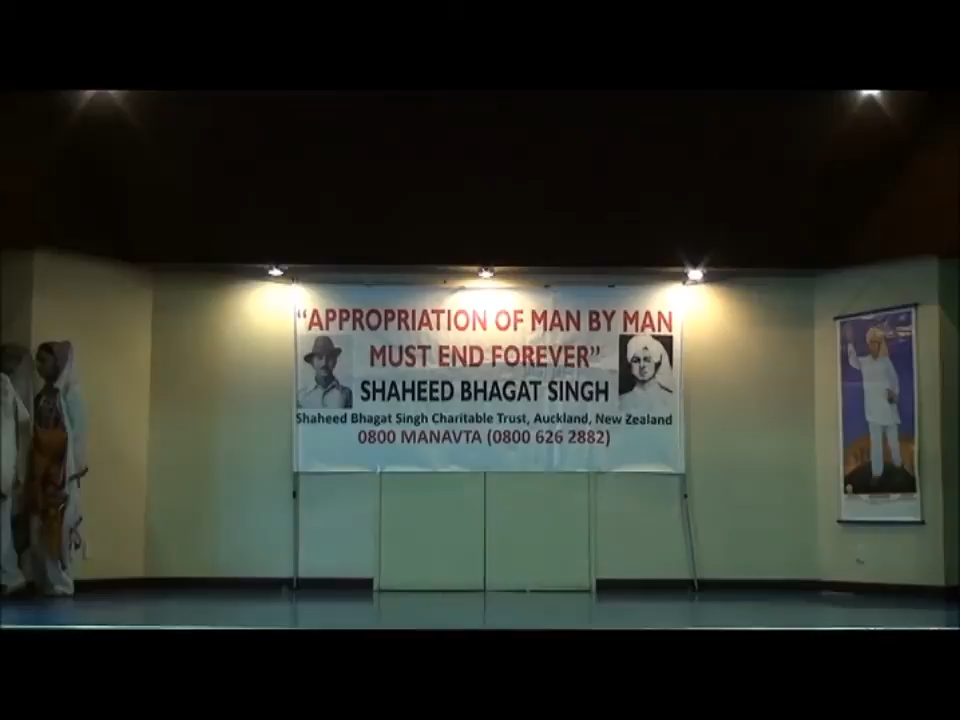 “APPROPRIATION OF MAN BY MAN
MUST END FOREVER”
SHAHEED BHAGAT SINGH
Shaheed Bhagat Singh Charitable Trust, Auckland, New Zealand
0800 MANAVTA (0800 626 2882)